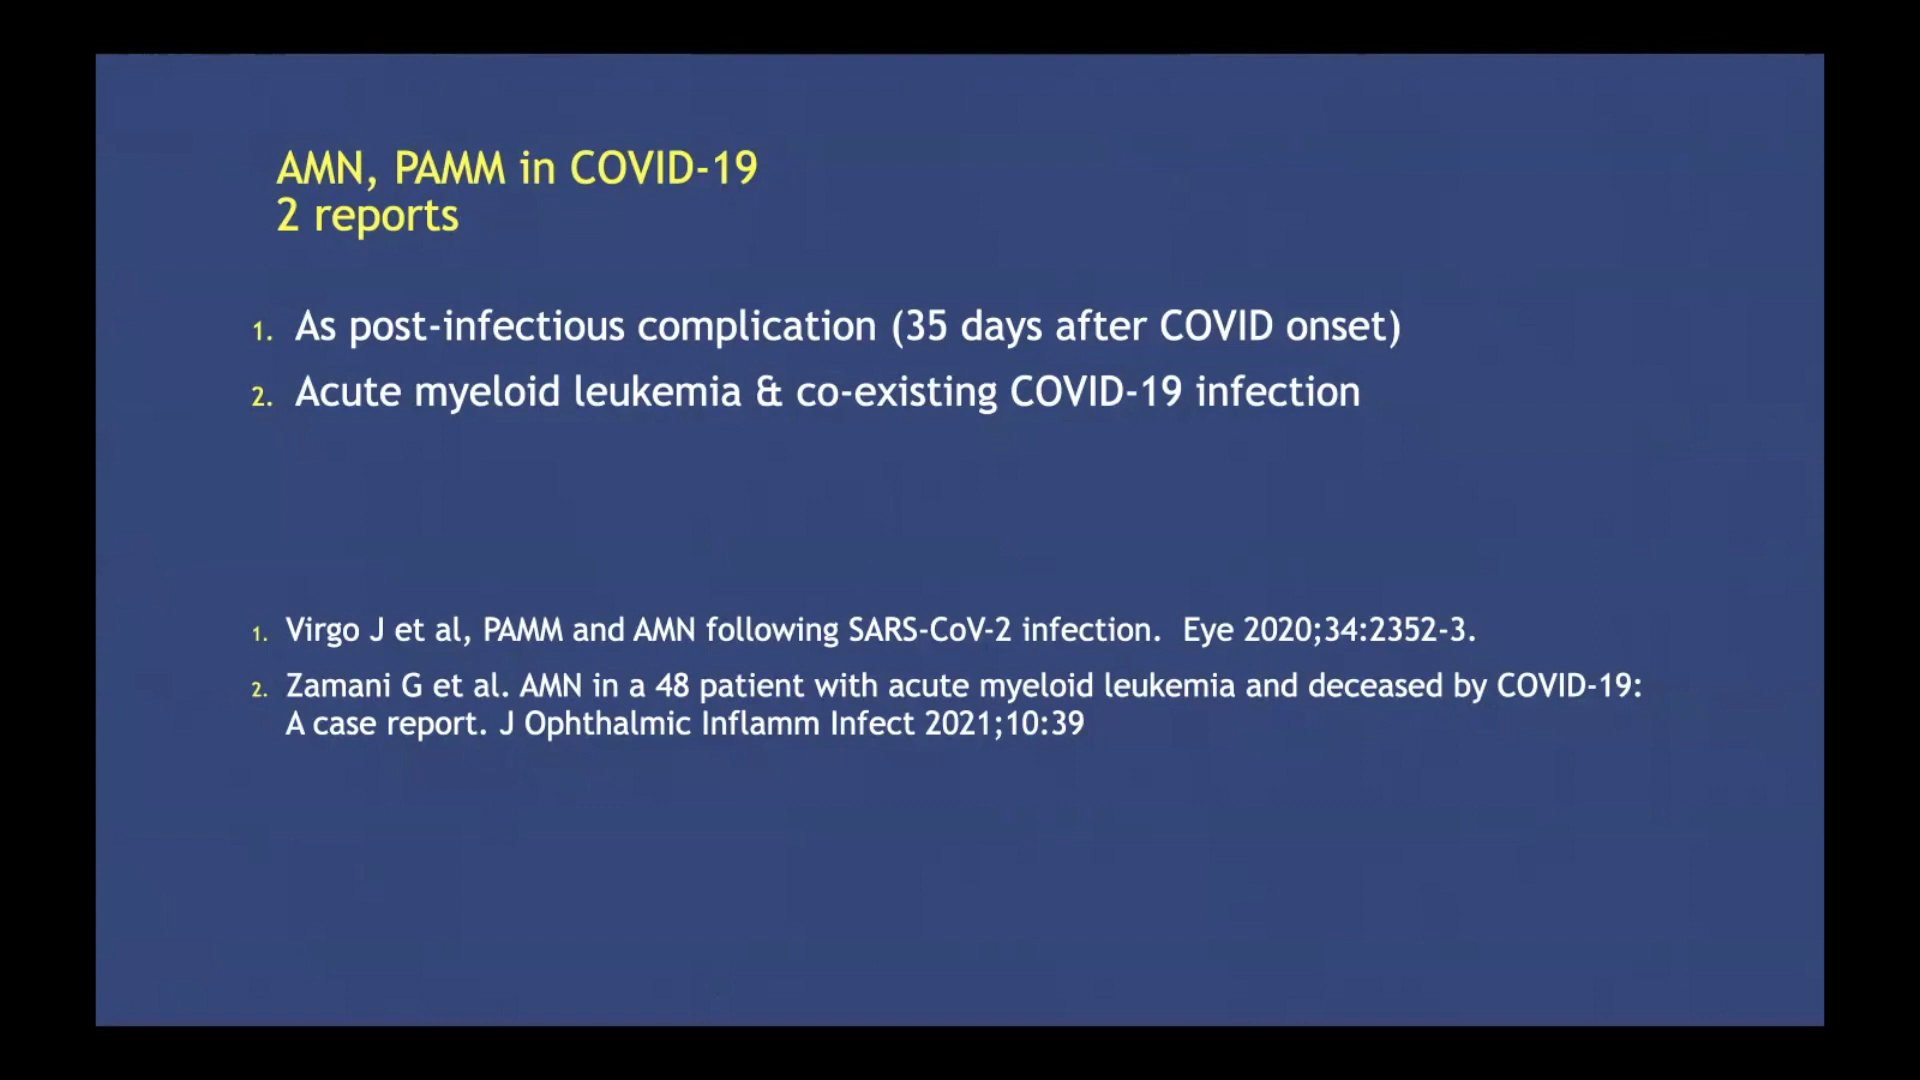 AMN, PAMM in COVID-19
2 reports
1. As post-infectious complication (35 days after COVID onset)
2. Acute myeloid leukemia & co-existing COVID-19 infection
1. Virgo J et al, PAMM and AMN following SARS-CoV-2 infection.  Eye 2020;34:2352-3.
2. Zamani G et al. AMN in a 48 patient with acute myeloid leukemia and deceased by COVID-19:
A case report. J Ophthalmic Inflamm Infect 2021;10:39